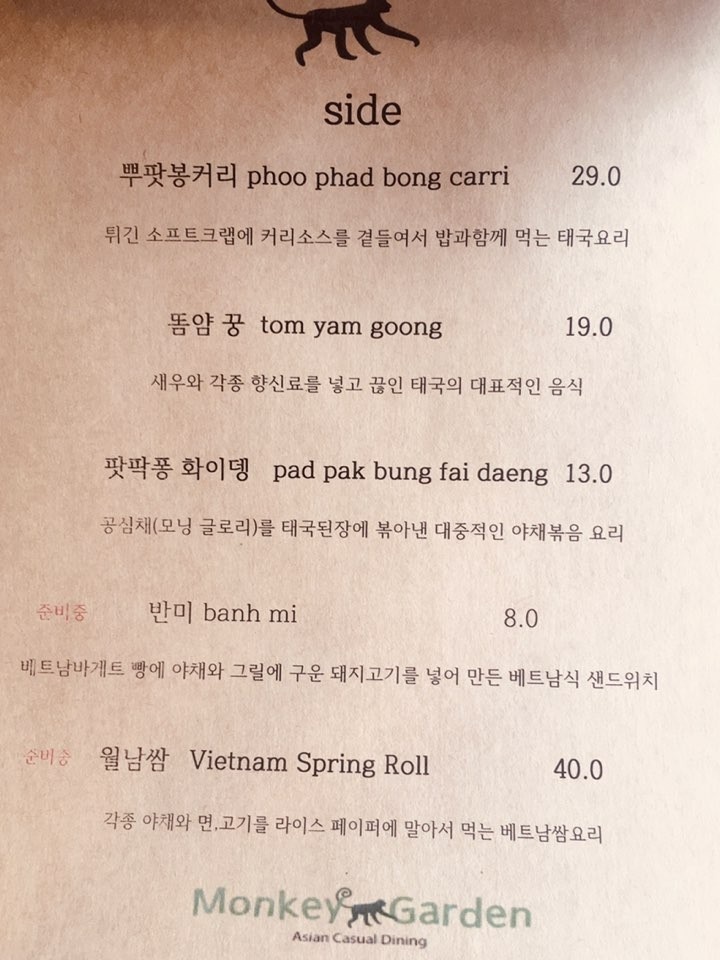 side
뿌팟봉커리 phoo phad bong carri 29.0
튀긴 소프트크랩에 커리소스를 곁들여서 밥과함께 먹는 태국요리
똠얌 꿍 tom yam goong 19.0
새우와 각종 향신료를 넣고 끓인 태국의 대표적인 음식
팟팍퐁 화이뎅 pad pak bung fai daeng 13.0
공심채(모닝 글로리)를 태국된장에 볶아낸 대중적인 야채볶음 요리
준비중 반미 banh mi 8.0
베트남바게트 빵에 야채와 그릴에 구운 돼지고기를 넣어 만든 베트남식 샌드위치
준비중 월남쌈 Vietnam Spring Roll 40.0
각종 야채와 면,고기를 라이스 페이퍼에 말아서 먹는 베트남쌈요리
Monkey Garden
Asian Casual Dining